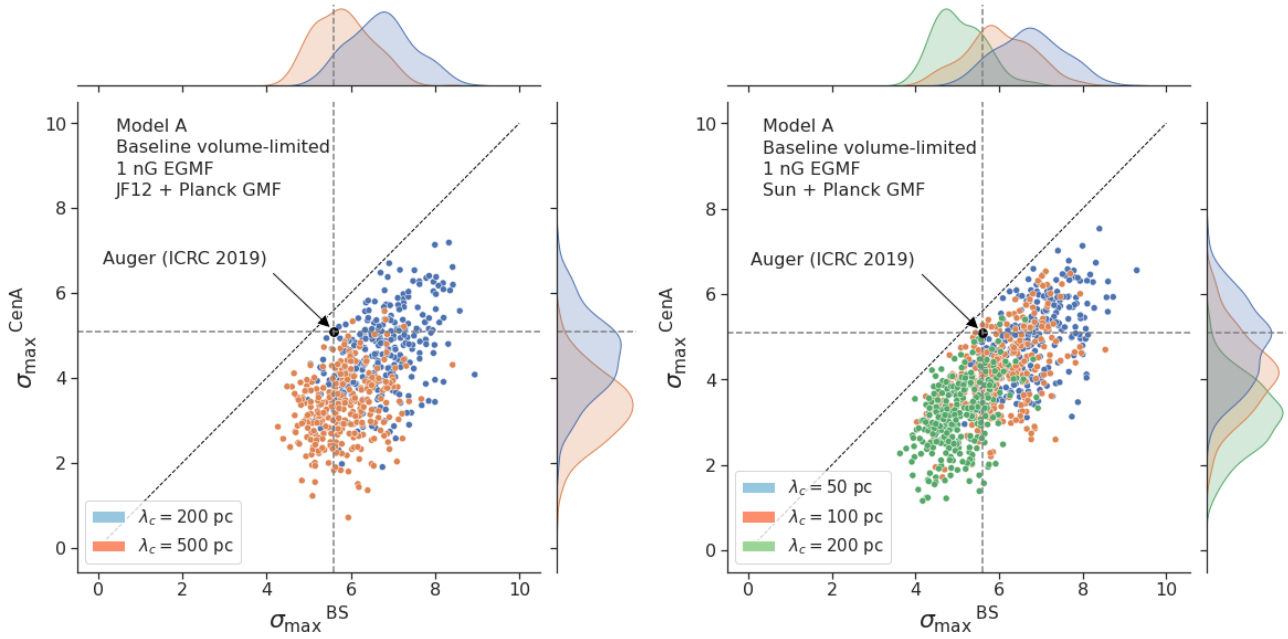 Model A
Baseline volume-limited
1 nG EGMF
JF12 + Planck GMF
Auger (ICRC 2019)
λc = 200 pc
λc = 500 pc
10
8
6
4
2
0
σmax CenA
0 2 4 6 8 10
σmax BS
Model A
Baseline volume-limited
1 nG EGMF
Sun + Planck GMF
Auger (ICRC 2019)
λc = 50 pc
λc = 100 pc
λc = 200 pc
10
8
6
4
2
0
σmax CenA
0 2 4 6 8 10
σmax BS